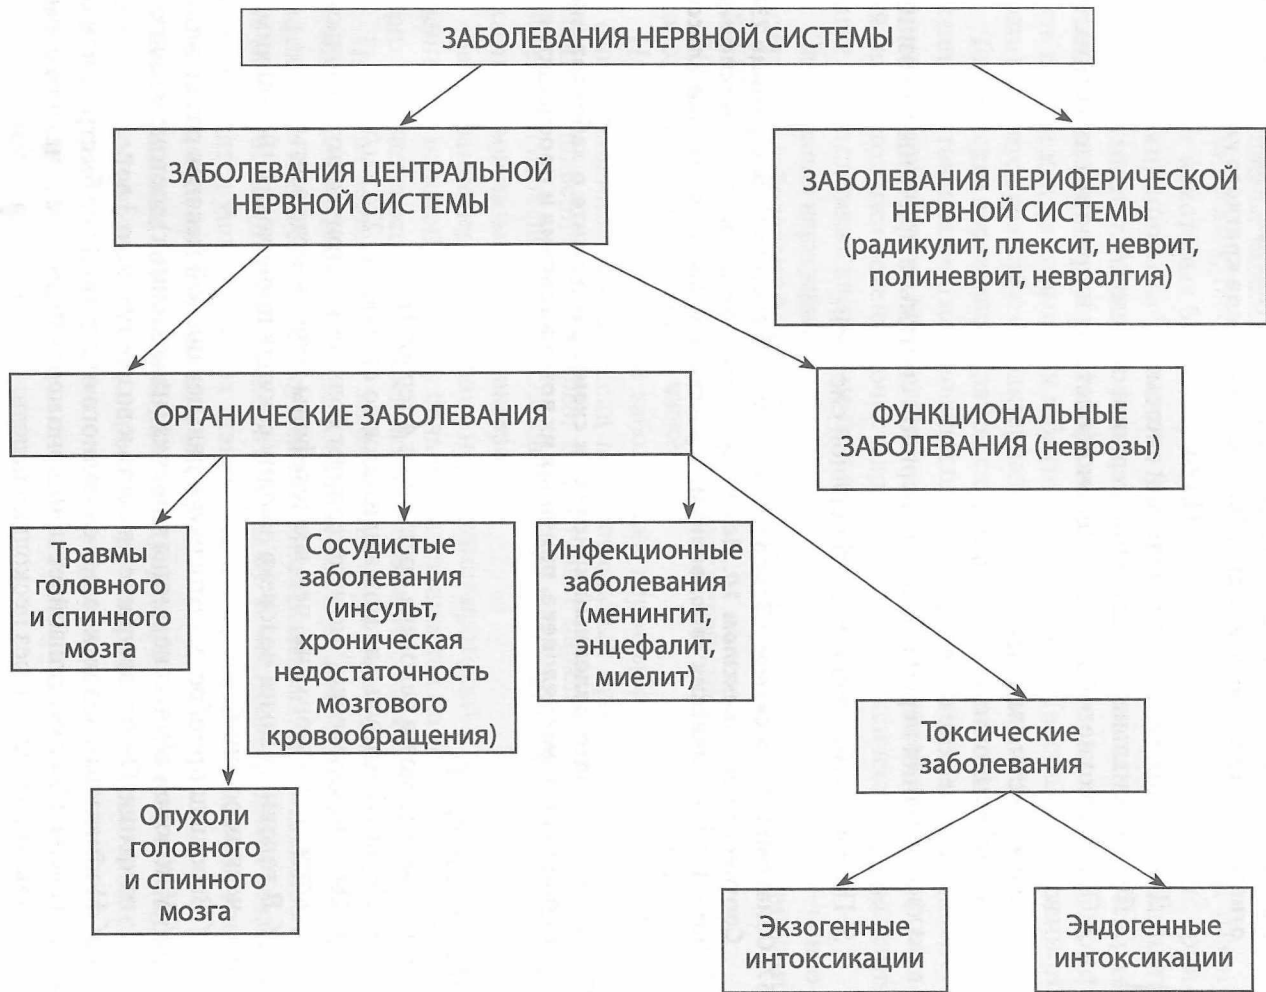 ЗАБОЛЕВАНИЯ НЕРВНОЙ СИСТЕМЫ
ЗАБОЛЕВАНИЯ ЦЕНТРАЛЬНОЙ
НЕРВНОЙ СИСТЕМЫ
ЗАБОЛЕВАНИЯ ПЕРИФЕРИЧЕСКОЙ
НЕРВНОЙ СИСТЕМЫ
(радикулит, плексит, неврит,
полиневрит, невралгия)
ОРГАНИЧЕСКИЕ ЗАБОЛЕВАНИЯ
ФУНКЦИОНАЛЬНЫЕ
ЗАБОЛЕВАНИЯ (неврозы)
Травмы
головного
и спинного
мозга
Сосудистые
заболевания
(инсульт,
хроническая
недостаточность
мозгового
кровообращения)
Инфекционные
заболевания
(менингит,
энцефалит,
миелит)
Токсические
заболевания
Опухоли
головного
и спинного
мозга
Экзогенные
интоксикации
Эндогенные
интоксикации